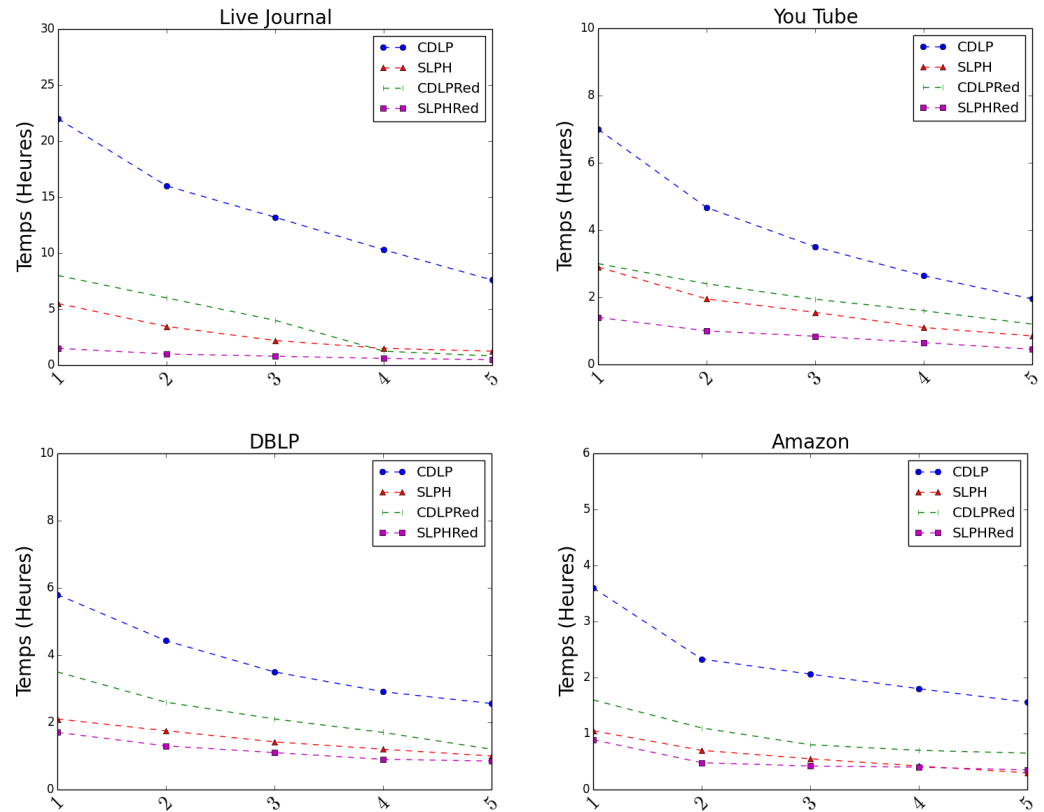 Live Journal
Temps (Heures)
30
25
20
15
10
5
0
1 2 3 4 5
CDLP
SLPH
CDLPRed
SLPHRed
You Tube
Temps (Heures)
10
8
6
4
2
0
1 2 3 4 5
CDLP
SLPH
CDLPRed
SLPHRed
DBLP
Temps (Heures)
10
8
6
4
2
0
1 2 3 4 5
CDLP
SLPH
CDLPRed
SLPHRed
Amazon
Temps (Heures)
6
5
4
3
2
1
0
1 2 3 4 5
CDLP
SLPH
CDLPRed
SLPHRed